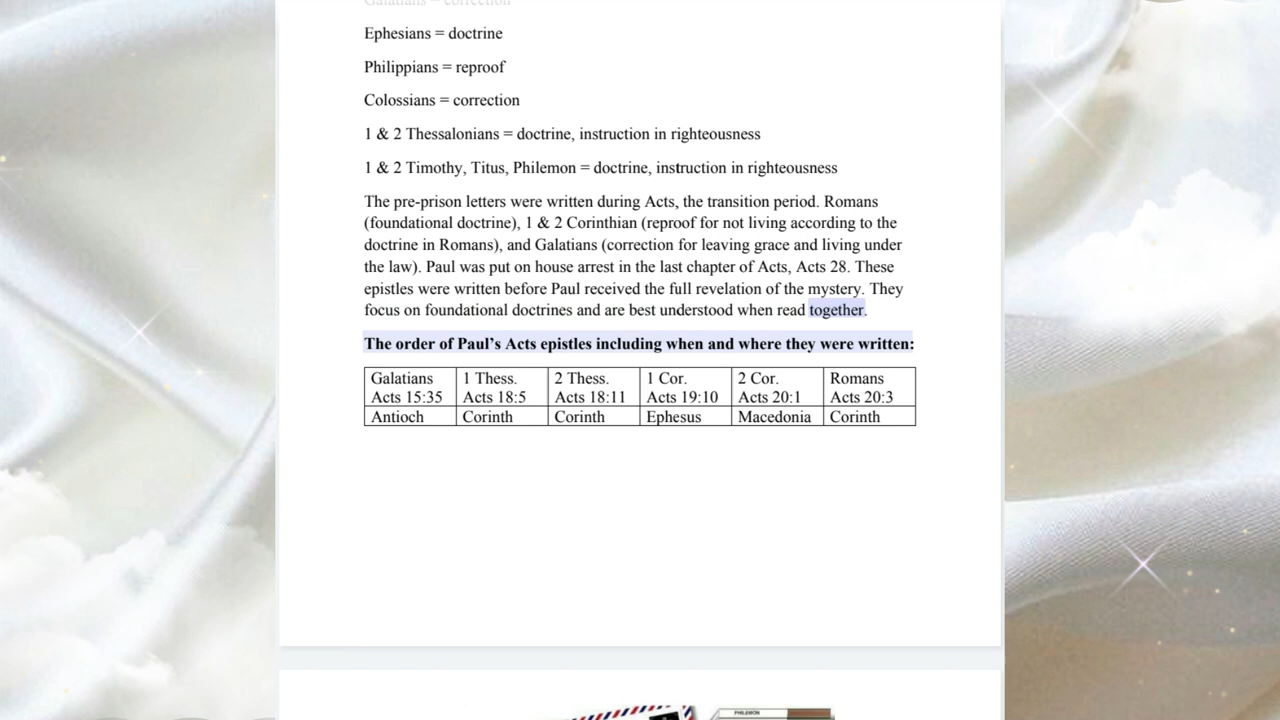 Galatians = correction
Ephesians = doctrine
Philippians = reproof
Colossians = correction
1 & 2 Thessalonians = doctrine, instruction in righteousness
1 & 2 Timothy, Titus, Philemon = doctrine, instruction in righteousness
The pre-prison letters were written during Acts, the transition period. Romans
(foundational doctrine), 1 & 2 Corinthian (reproof for not living according to the
doctrine in Romans), and Galatians (correction for leaving grace and living under
the law). Paul was put on house arrest in the last chapter of Acts, Acts 28. These
epistles were written before Paul received the full revelation of the mystery. They
focus on foundational doctrines and are best understood when read together.
The order of Paul’s Acts epistles including when and where they were written:
Galatians 1 Thess. 2 Thess. 1 Cor. 2 Cor. Romans
Acts 15:35 Acts 18:5 Acts 18:11 Acts 19:10 Acts 20:1 Acts 20:3
Antioch Corinth Corinth Ephesus Macedonia Corinth
PHILEMON